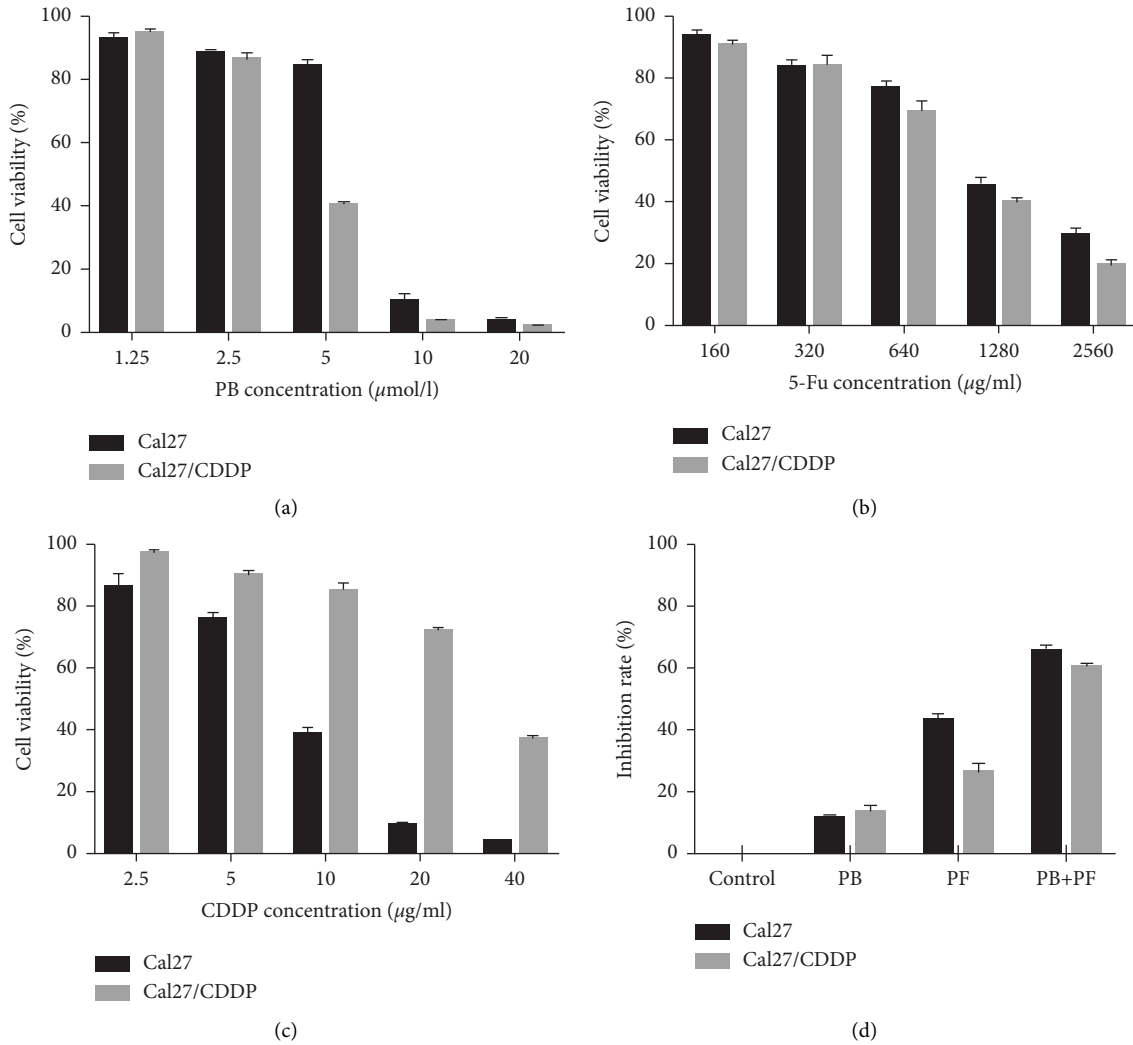 100
80
60
40
20
0
Cell viability (%)
1.25 2.5 5 10 20
PB concentration (μmol/l)
Cal27
Cal27/CDDP
(a)
100
80
60
40
20
0
Cell viability (%)
160 320 640 1280 2560
5-Fu concentration (μg/ml)
Cal27
Cal27/CDDP
(b)
100
80
60
40
20
0
Cell viability (%)
2.5 5 10 20 40
CDDP concentration (μg/ml)
Cal27
Cal27/CDDP
(c)
100
80
60
40
20
0
Inhibition rate (%)
Control PB PF PB+PF
Cal27
Cal27/CDDP
(d)